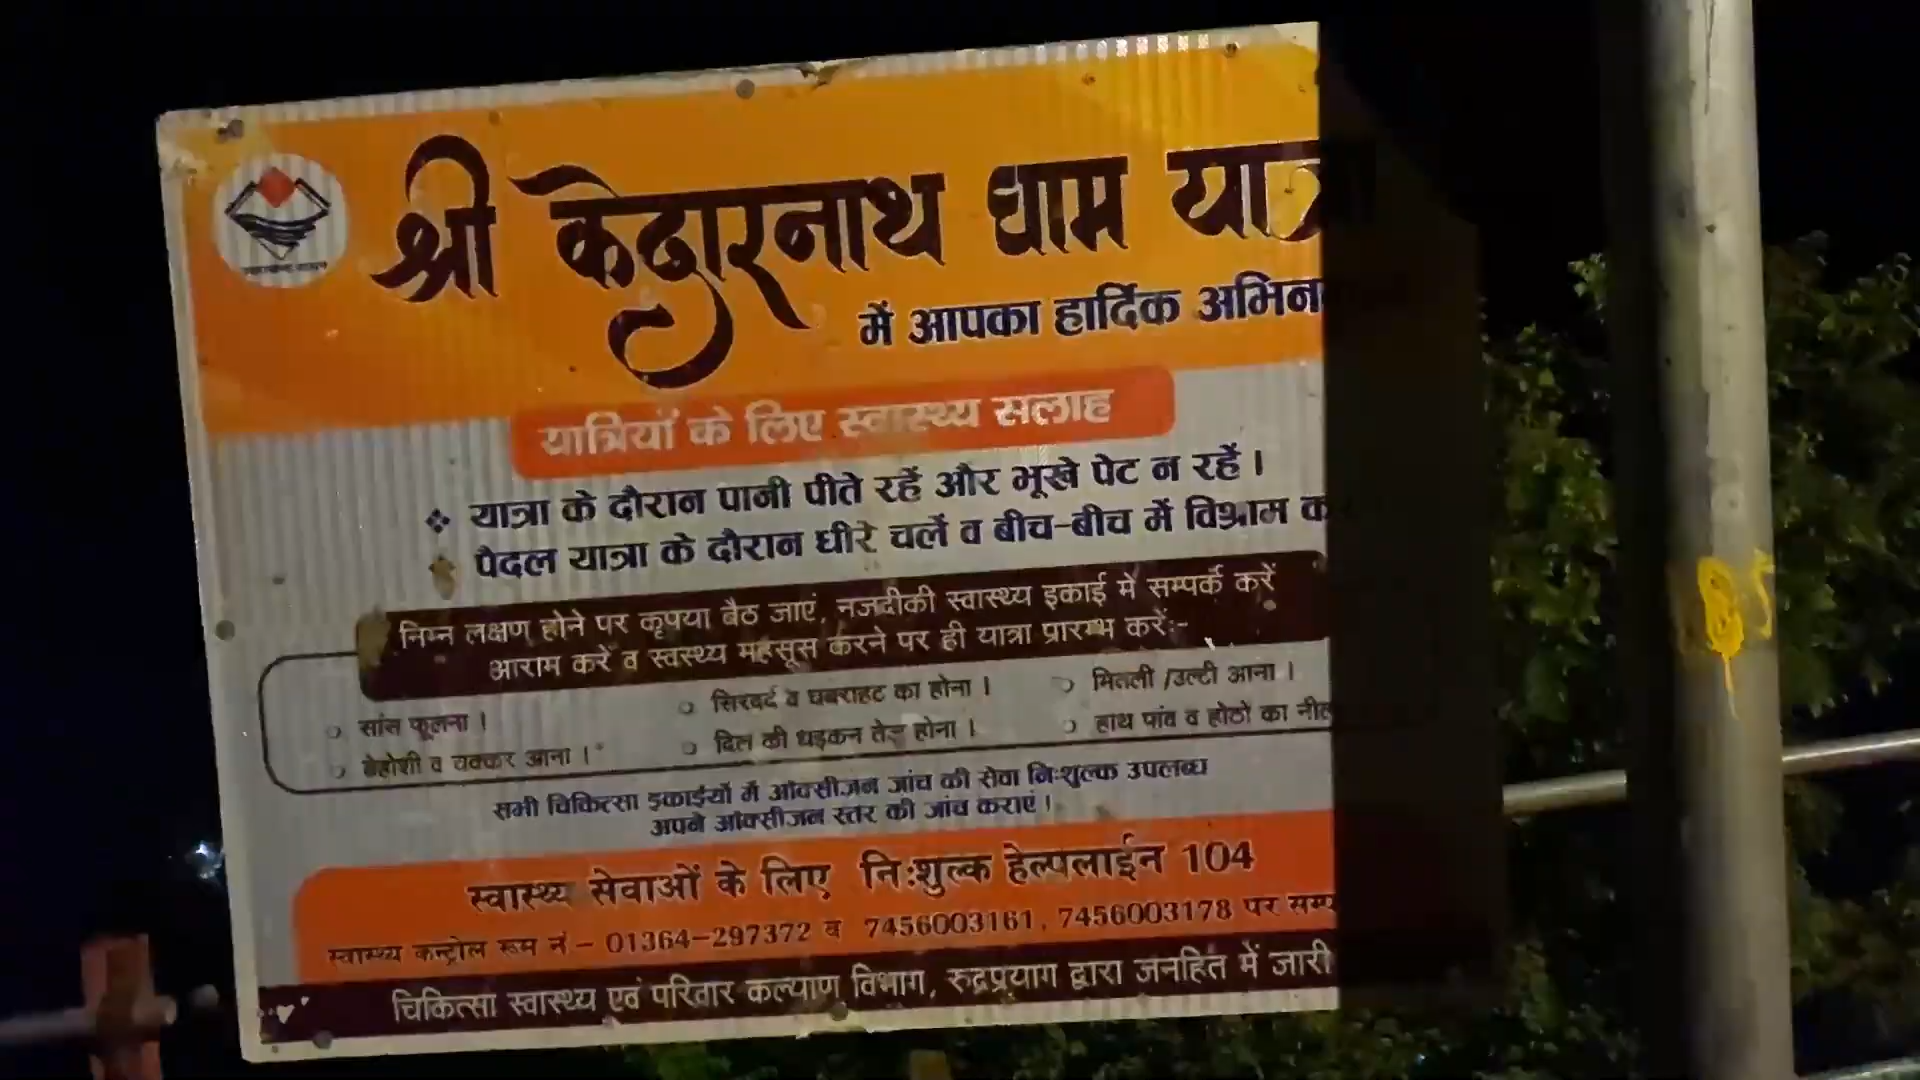 श्री केदारनाथ धाम यात्रा
में आपका हार्दिक
यात्रियों के लिए स्वास्थ्य सलाह
❖ यात्रा के दौरान पानी पीते रहें और भूखे पेट न रहें।
पैदल यात्रा के दौरान धीरे चलें व बीच-बीच में विश्राम
निम्न लक्षण होने पर कृपया बैठ जाएं, नजदीकी स्वास्थ्य इकाई में सम्पर्क करें
आराम करें व स्वस्थ्य महसूस करने पर ही यात्रा प्रारम्भ करें:-
सांस फूलना। सिरदर्द व घबराहट का होना। मितली /उल्टी आना।
बेहोशी व चक्कर आना। दिल की धड़कन तेज होना। हाथ पांव व होठो का
सभी चिकित्सा इकाईयों में ऑक्सीजन जांच की सेवा निःशुल्क उपलब्ध
अपने ऑक्सीजन स्तर की जांच कराएं।
स्वास्थ्य सेवाओं के लिए निःशुल्क हेल्पलाईन 104
स्वास्थ्य कन्ट्रोल रूम नं- 01364-297372 व 7456003161, 7456003178 पर
चिकित्सा स्वास्थ्य एवं परिवार कल्याण विभाग, रुद्रप्रयाग द्वारा जनहित में जारी